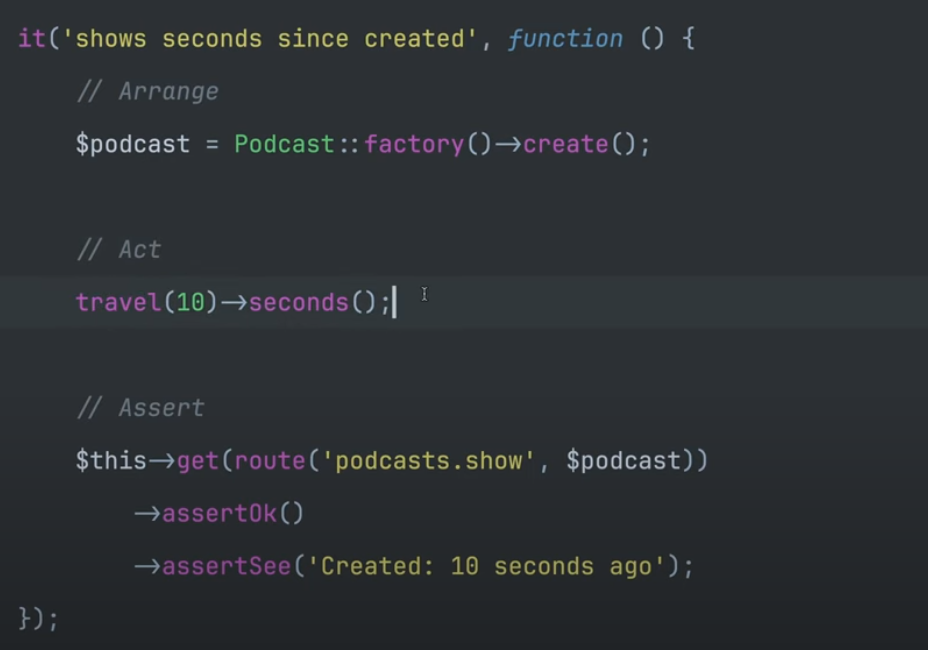 it('shows seconds since created', function () {
// Arrange
$podcast = Podcast::factory()->create();
// Act
travel(10)->seconds();
// Assert
$this->get(route('podcasts.show', $podcast))
->assertOk()
->assertSee('Created: 10 seconds ago');
});